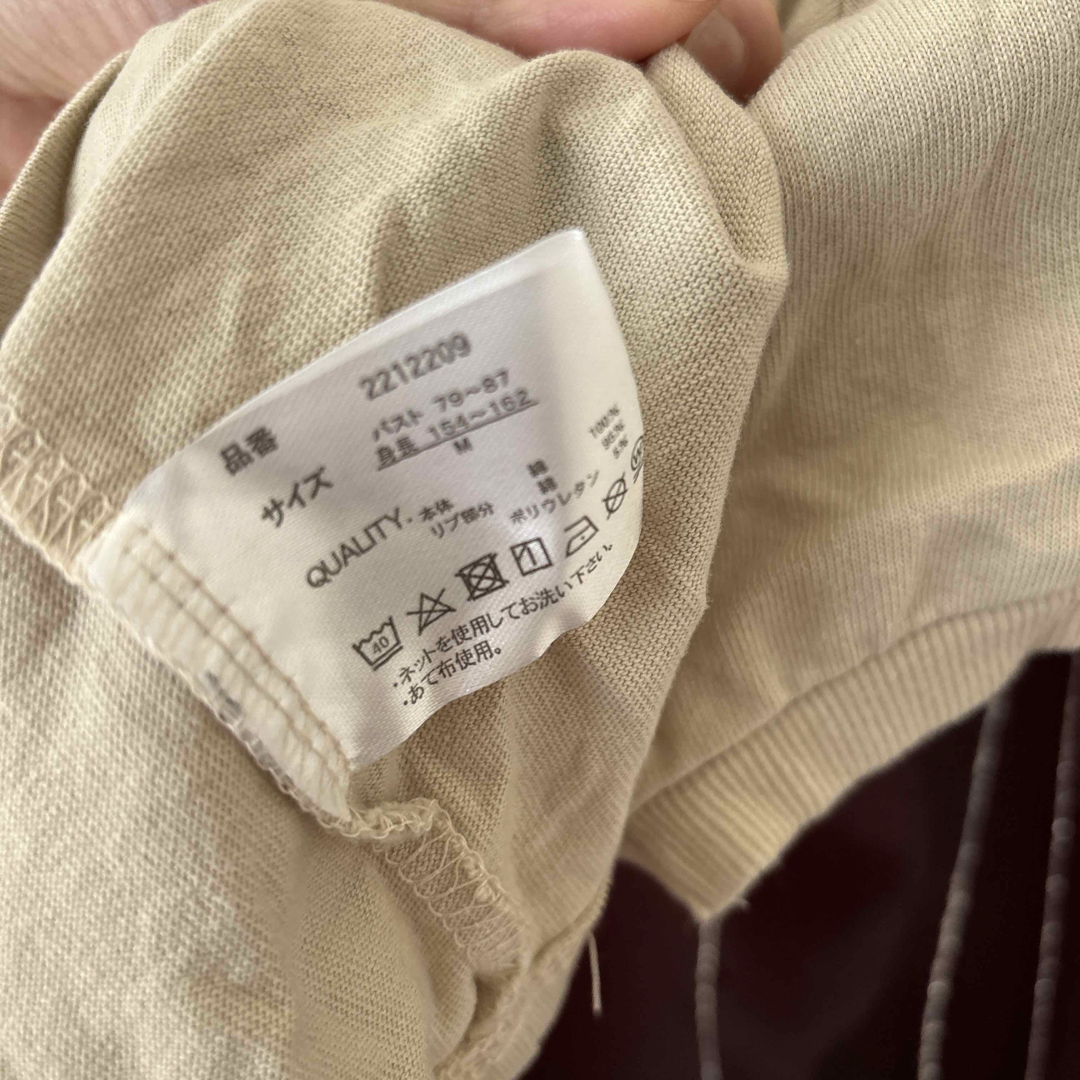 品番 2212209
サイズ バスト 79～87
身長 154～162
M
QUALITY. 本体 綿 100%
リブ部分 綿 95%
ポリウレタン 5%
40
・ネットを使用してお洗い下さい。
・あて布使用。